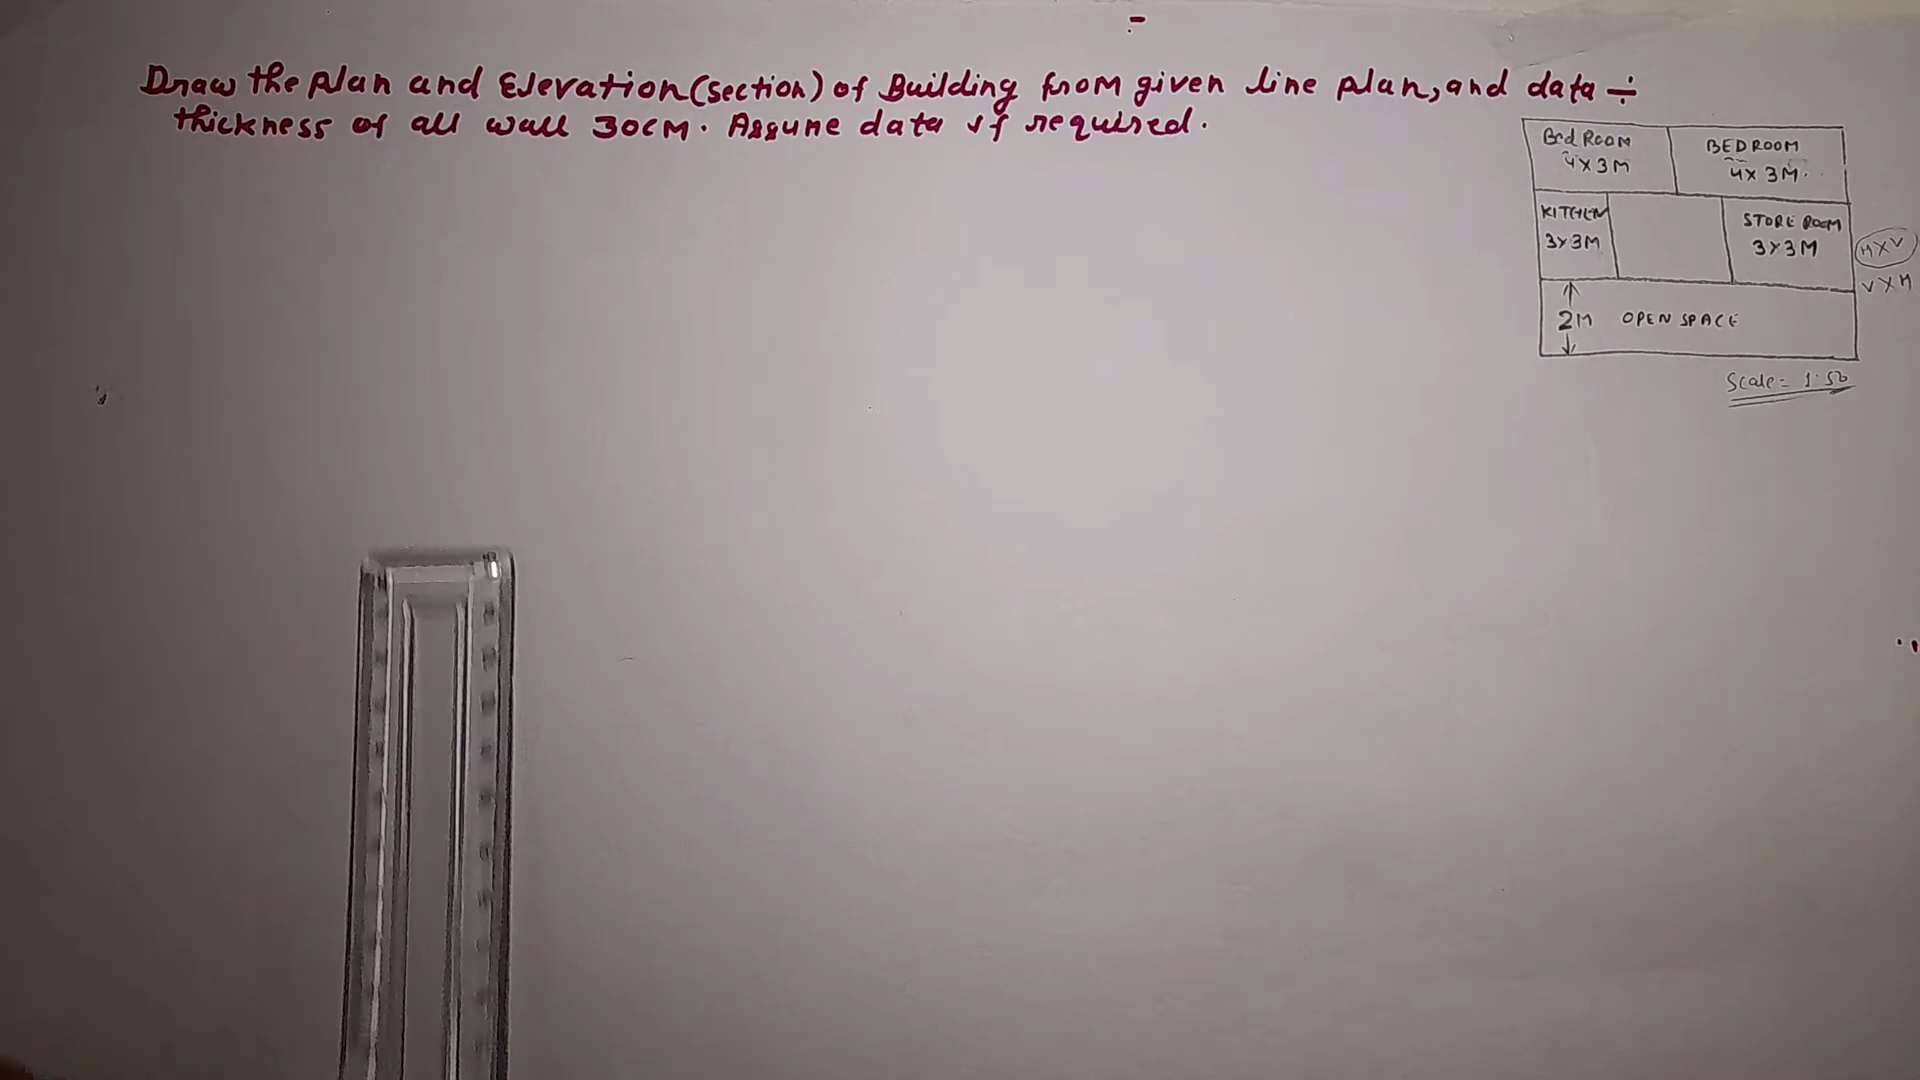 Draw the plan and Elevation (section) of Building from given line plan, and data ÷
thickness of all wall 30cM. Assume data if required.
Bed ROOM
4X3M
BEDROOM
4X 3M.
KITCHEN
3X3M
STORE ROOM
3X3M
HXV
VXH
2M OPEN SPACE
Scale = 1:50